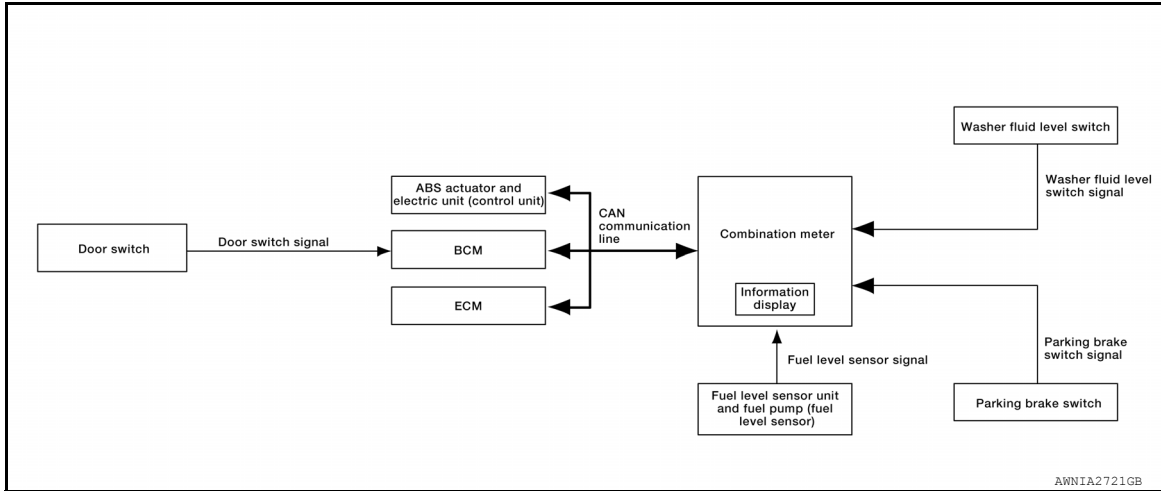 Washer fluid level switch
Washer fluid level
switch signal
ABS actuator and
electric unit (control unit)
CAN
communication
line
Door switch
Door switch signal
BCM
Combination meter
ECM
Information
display
Parking brake
switch signal
Fuel level sensor signal
Fuel level sensor unit
and fuel pump (fuel
level sensor)
Parking brake switch
AWNIA2721GB